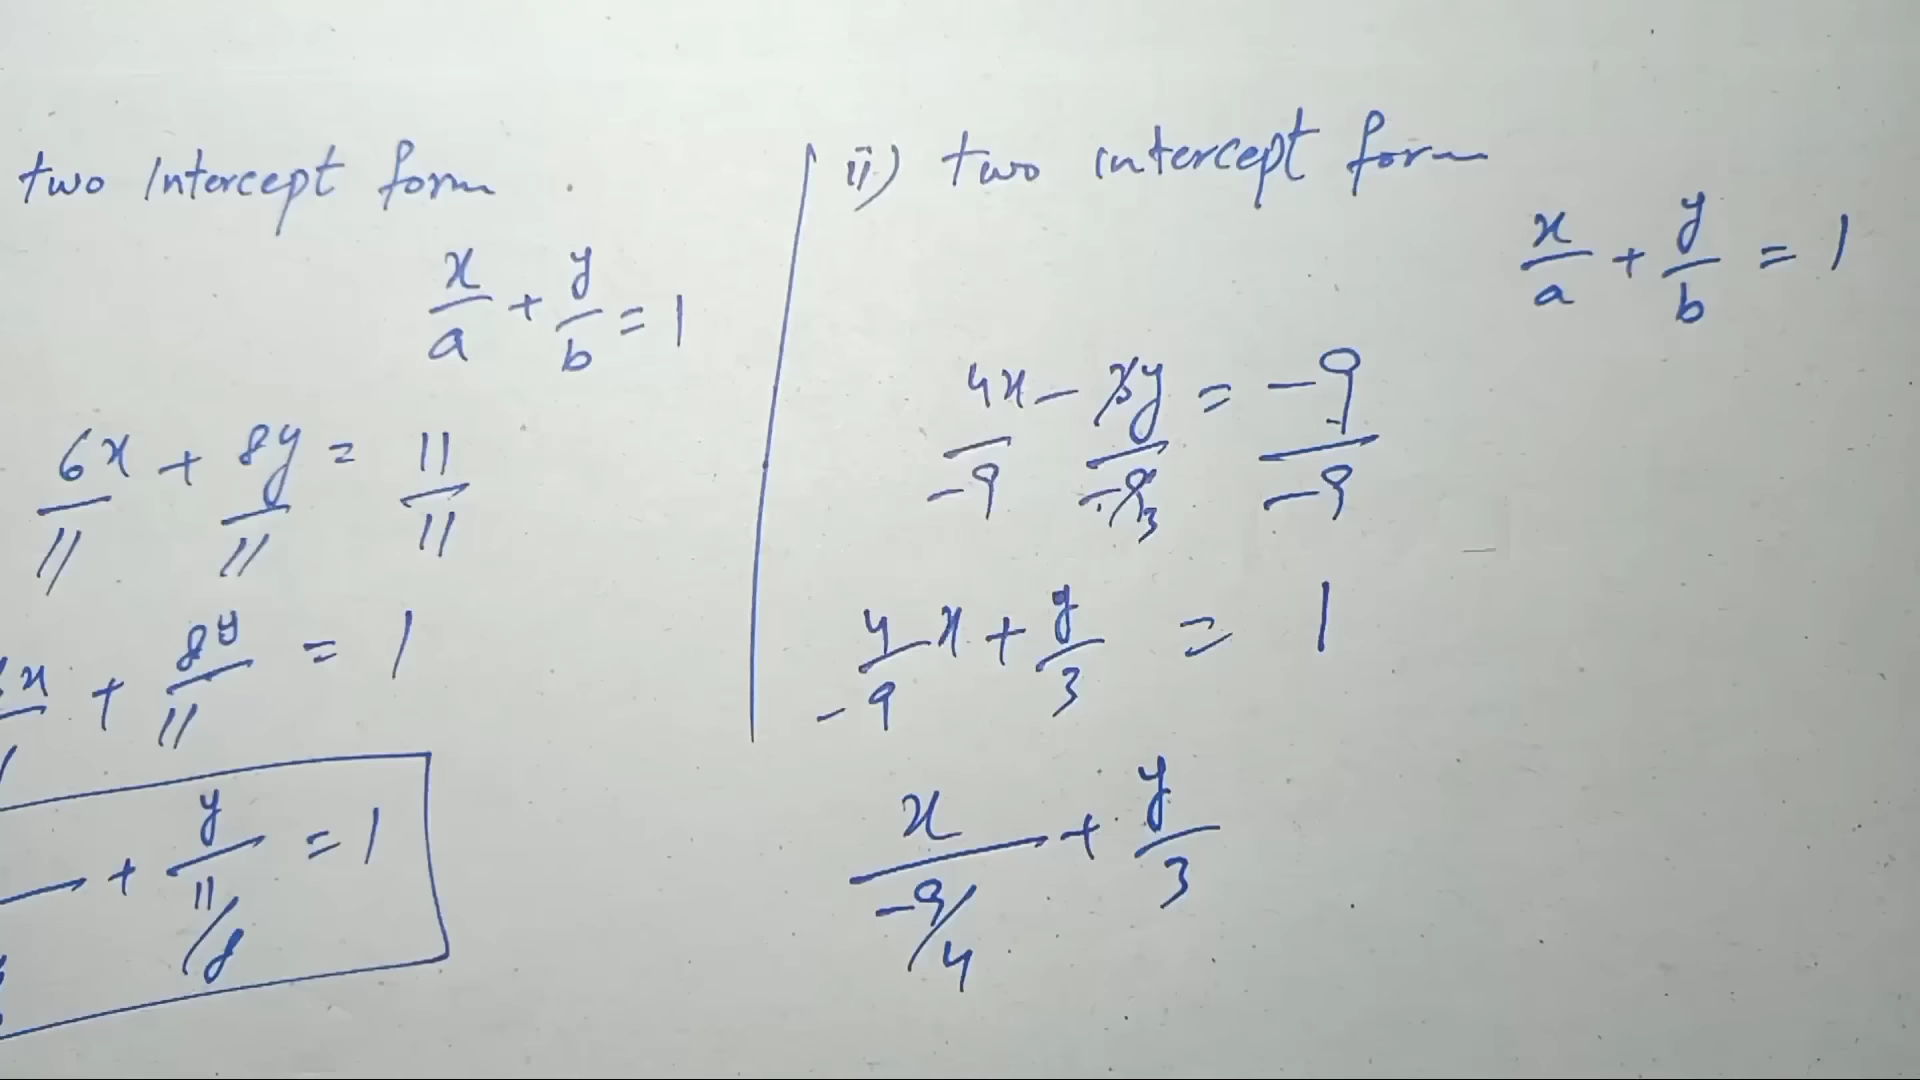 two Intercept form
x/a + y/b = 1
6x/11 + 8y/11 = 11/11
x + 8y/11 = 1
+ y/(11/8) = 1
ii) two intercept form
x/a + y/b = 1
4x/-9 - 3y/-9 3 = -9/-9
4/-9 x + y/3 = 1
x/(-9/4) + y/3